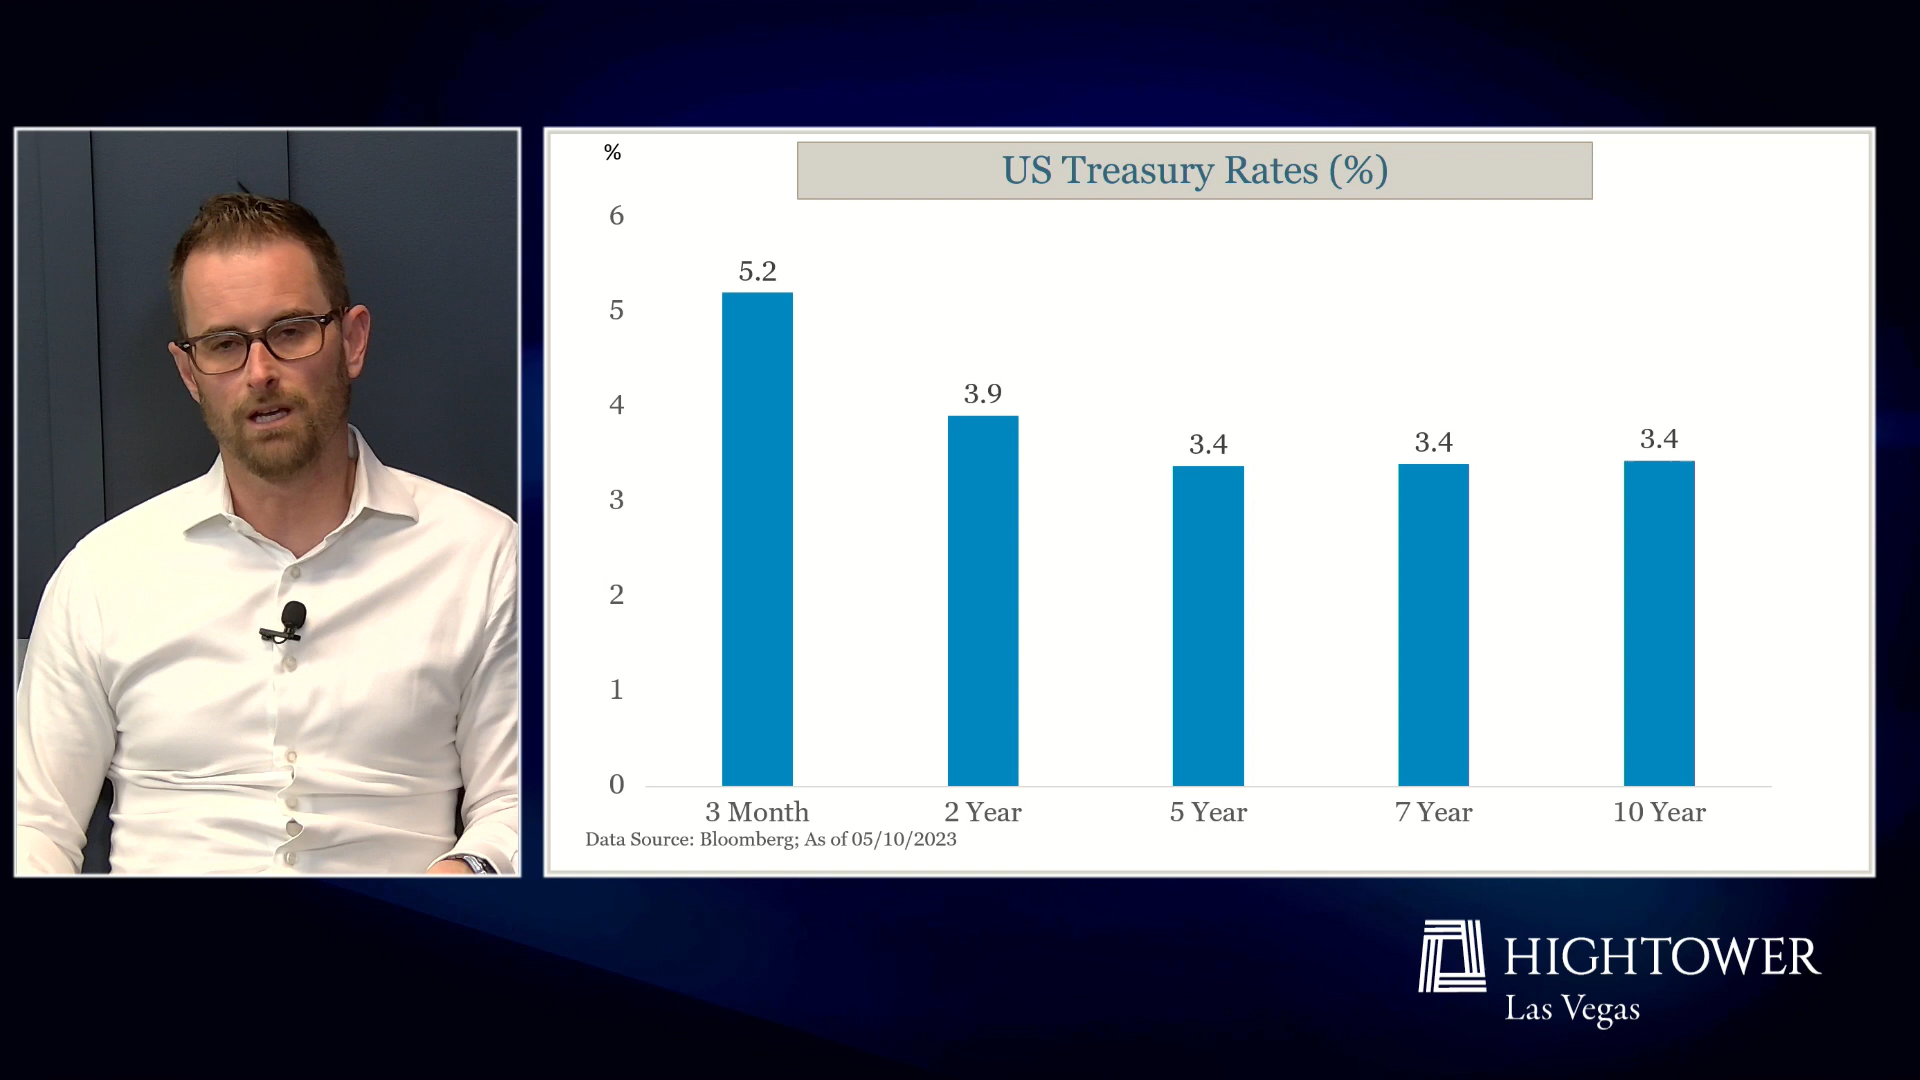 %
US Treasury Rates (%)
6
5
4
3
2
1
0
5.2
3.9
3.4
3.4
3.4
3 Month
2 Year
5 Year
7 Year
10 Year
Data Source: Bloomberg; As of 05/10/2023
HIGHTOWER
Las Vegas